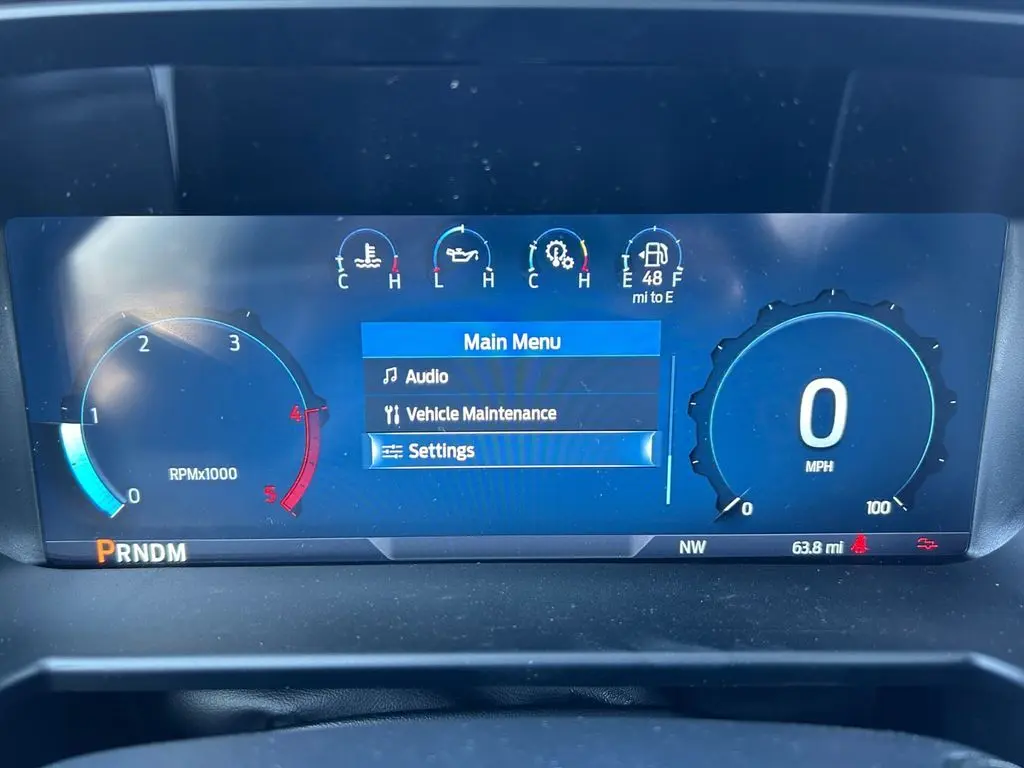 C H
L H
C H
E 48 F
mi to E
Main Menu
Audio
Vehicle Maintenance
Settings
0 1 2 3 4 5
RPMx1000
0
MPH
0 100
PRNDM
NW
63.8 mi